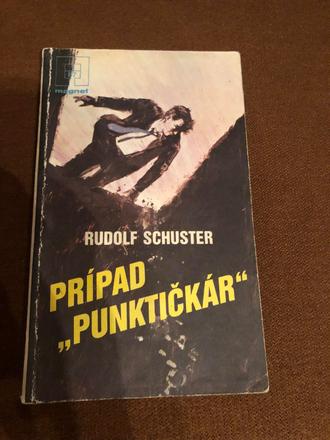 magnet
RUDOLF SCHUSTER
PRÍPAD
„PUNKTIČKÁR“